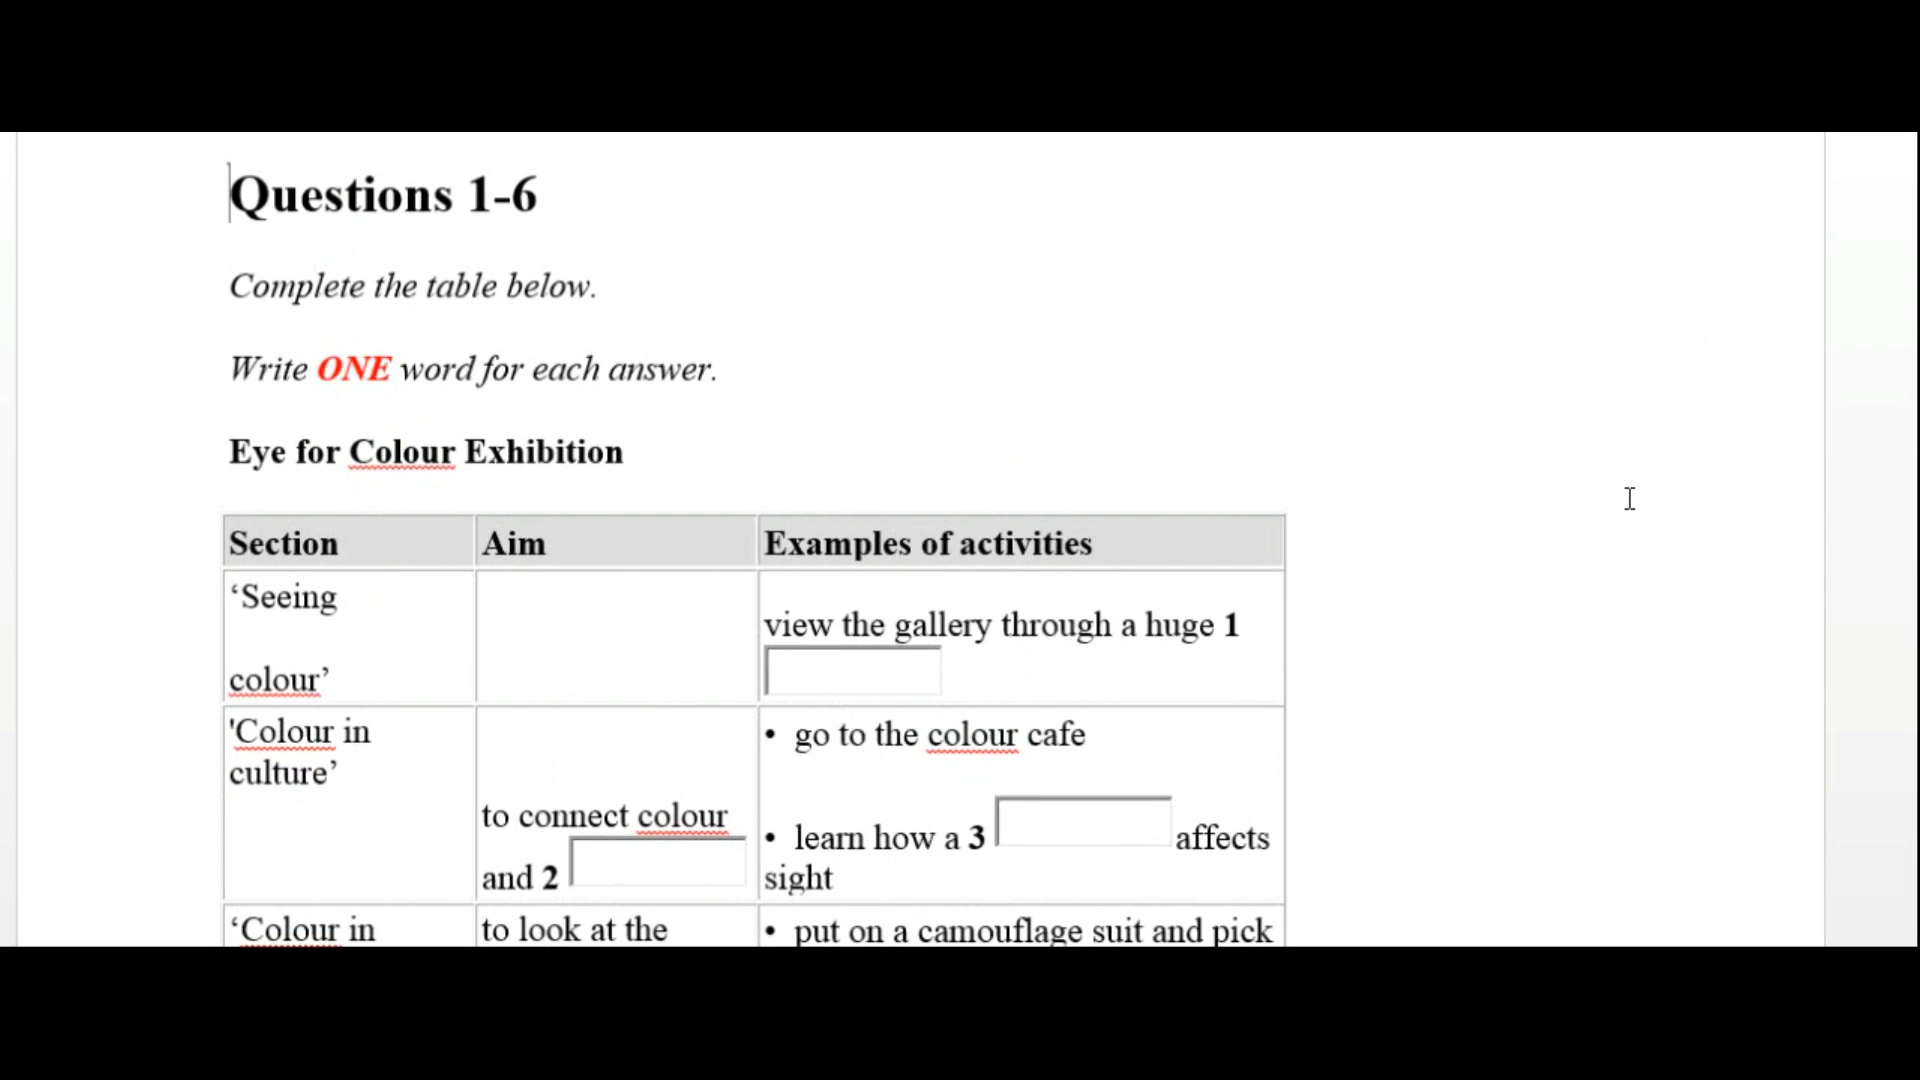 Questions 1-6
Complete the table below.
Write ONE word for each answer.
Eye for Colour Exhibition
Section Aim Examples of activities
‘Seeing
colour’
view the gallery through a huge 1
'Colour in
culture’
to connect colour
and 2
• go to the colour cafe
• learn how a 3 affects
sight
‘Colour in to look at the • put on a camouflage suit and pick